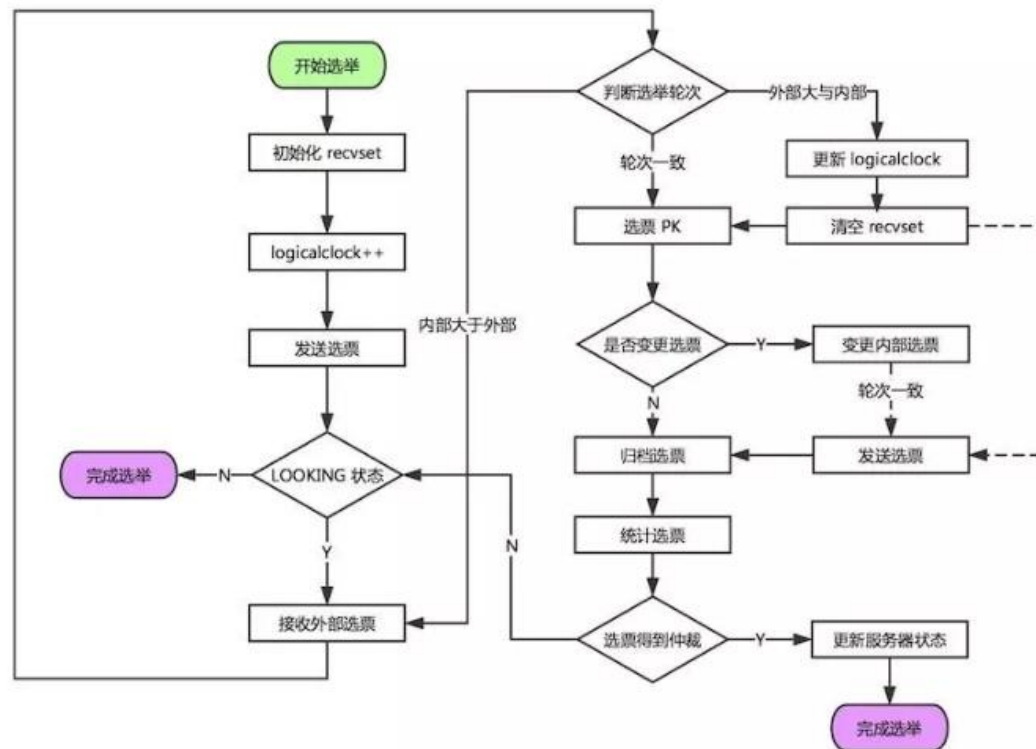 开始选举
初始化 recvset
logicalclock++
发送选票
LOOKING 状态
N
完成选举
Y
接收外部选票
内部大于外部
判断选举轮次
外部大与内部
更新 logicalclock
清空 recvset
轮次一致
选票 PK
是否变更选票
Y
变更内部选票
轮次一致
N
归档选票
发送选票
统计选票
选票得到仲裁
N
Y
更新服务器状态
完成选举